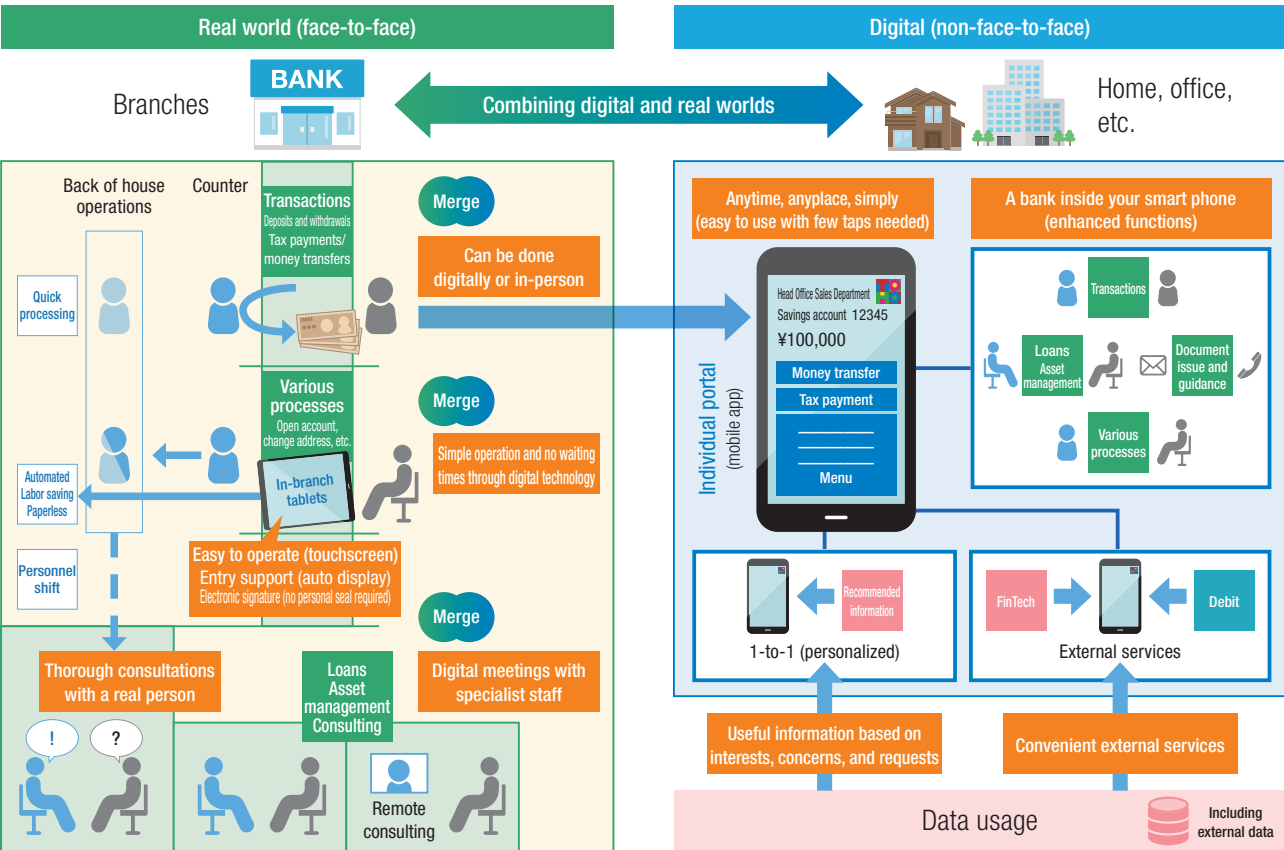 Real world (face-to-face)
Digital (non-face-to-face)
Branches
BANK
Combining digital and real worlds
Home, office,
etc.
Back of house
operations
Counter
Transactions
Deposits and withdrawals
Tax payments/
money transfers
Merge
Can be done
digitally or in-person
Quick
processing
Various
processes
Open account,
change address, etc.
Merge
Simple operation and no waiting
times through digital technology
Automated
Labor saving
Paperless
In-branch
tablets
Easy to operate (touchscreen)
Entry support (auto display)
Electronic signature (no personal seal required)
Personnel
shift
Merge
Thorough consultations
with a real person
Loans
Asset
management
Consulting
Digital meetings with
specialist staff
!
?
Remote
consulting
Anytime, anyplace, simply
(easy to use with few taps needed)
A bank inside your smart phone
(enhanced functions)
Individual portal
(mobile app)
Head Office Sales Department
Savings account 12345
¥100,000
Money transfer
Tax payment
Menu
Transactions
Loans
Asset
management
Document
issue and
guidance
Various
processes
Recommended
information
1-to-1 (personalized)
FinTech
Debit
External services
Useful information based on
interests, concerns, and requests
Convenient external services
Data usage
Including
external data